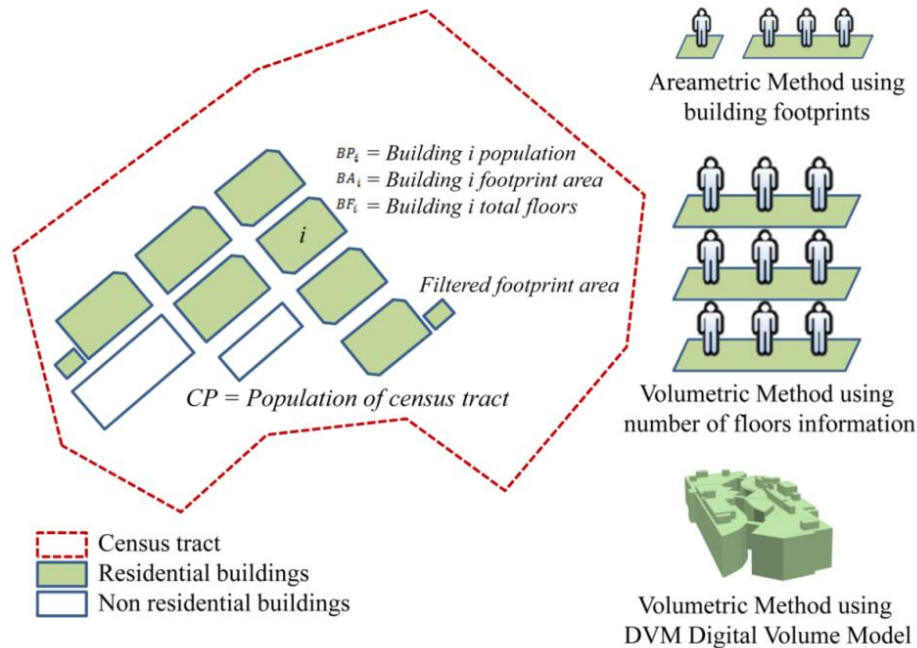 BPᵢ = Building i population
BAᵢ = Building i footprint area
BFᵢ = Building i total floors
i
Filtered footprint area
CP = Population of census tract
Census tract
Residential buildings
Non residential buildings
Areametric Method using
building footprints
Volumetric Method using
number of floors information
Volumetric Method using
DVM Digital Volume Model